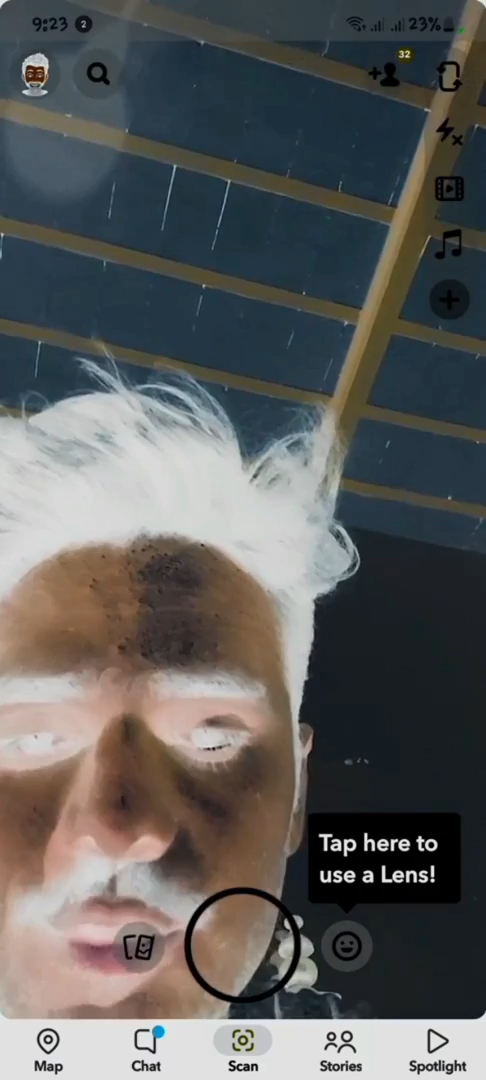 9:23 2
23%
32
Tap here to
use a Lens!
Map
Chat
Scan
Stories
Spotlight